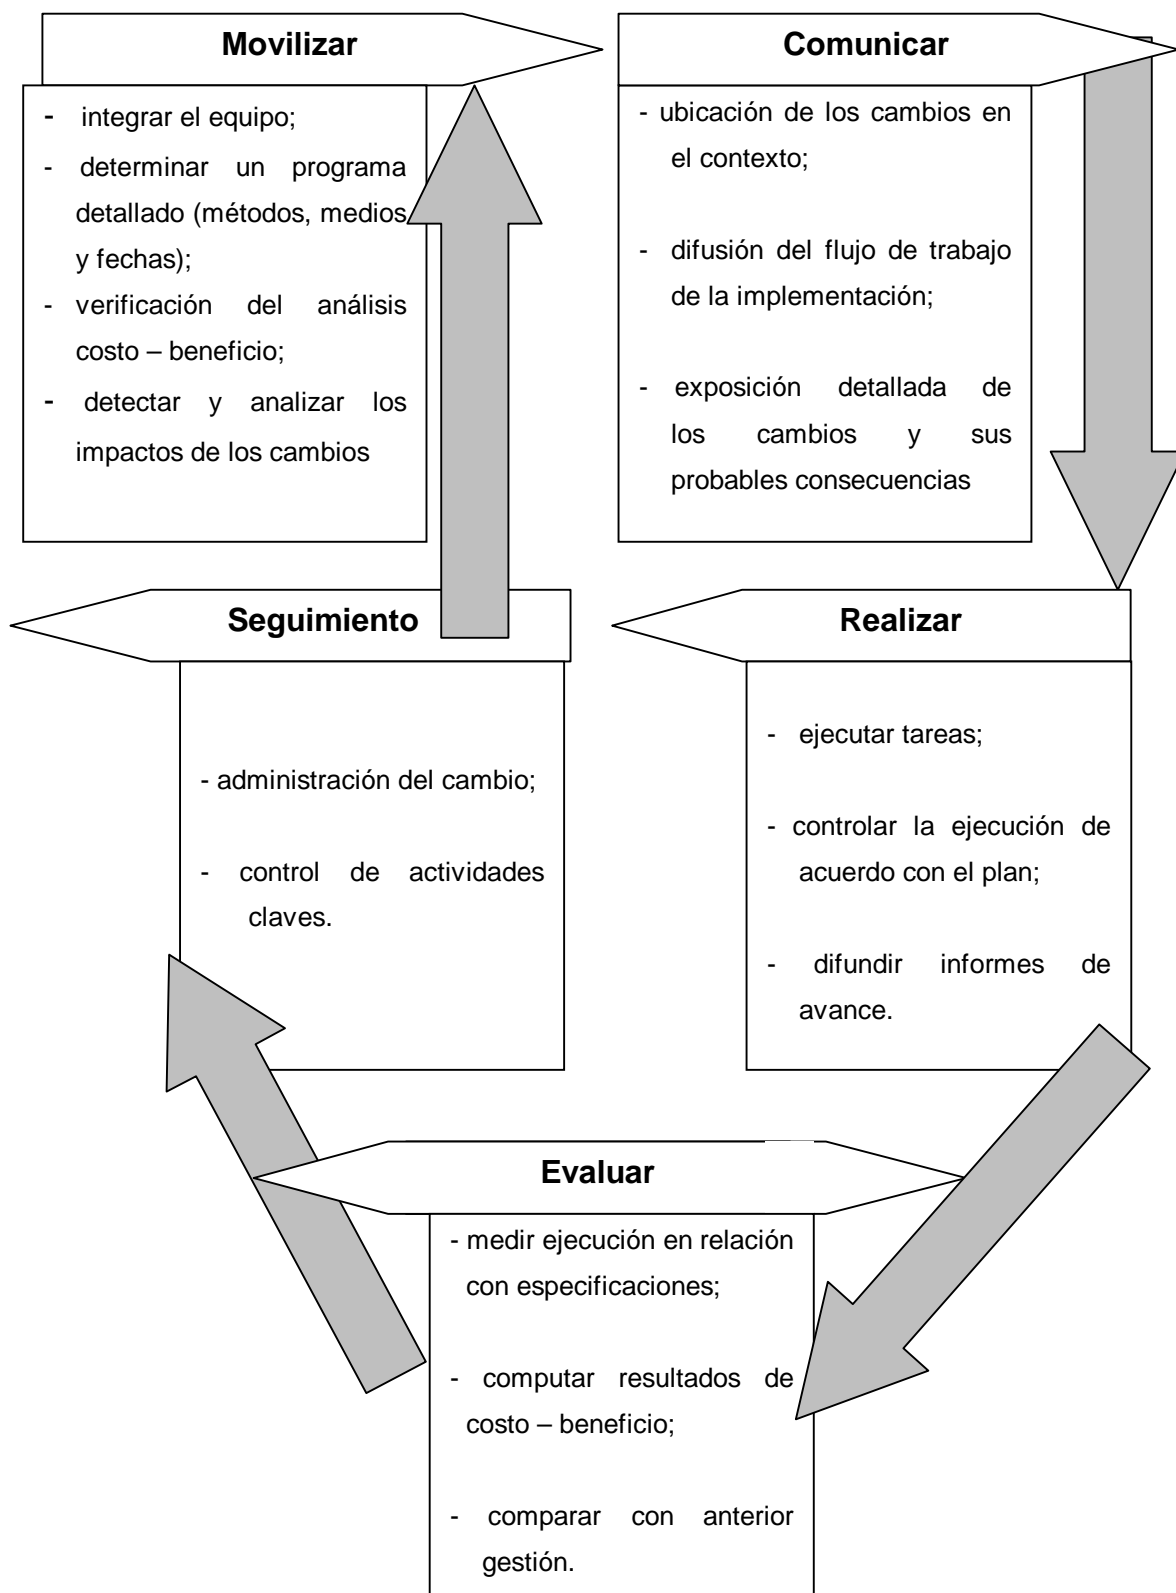 Movilizar
- integrar el equipo;
- determinar un programa
detallado (métodos, medios
y fechas);
- verificación del análisis
costo – beneficio;
- detectar y analizar los
impactos de los cambios
Comunicar
- ubicación de los cambios en
el contexto;
- difusión del flujo de trabajo
de la implementación;
- exposición detallada de
los cambios y sus
probables consecuencias
Seguimiento
- administración del cambio;
- control de actividades
claves.
Realizar
- ejecutar tareas;
- controlar la ejecución de
acuerdo con el plan;
- difundir informes de
avance.
Evaluar
- medir ejecución en relación
con especificaciones;
- computar resultados de
costo – beneficio;
- comparar con anterior
gestión.